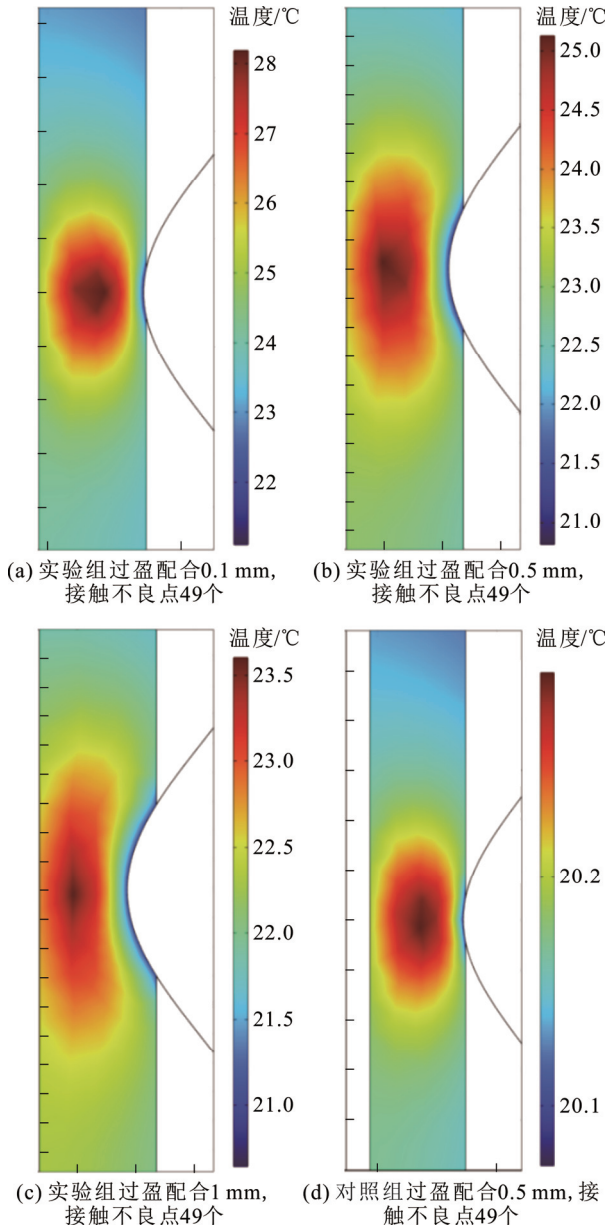 温度/℃
28
27
26
25
24
23
22
(a) 实验组过盈配合0.1 mm,
接触不良点49个
温度/℃
25.0
24.5
24.0
23.5
23.0
22.5
22.0
21.5
21.0
(b) 实验组过盈配合0.5 mm,
接触不良点49个
温度/℃
23.5
23.0
22.5
22.0
21.5
21.0
(c) 实验组过盈配合1 mm,
接触不良点49个
温度/℃
20.2
20.1
(d) 对照组过盈配合0.5 mm, 接
触不良点49个